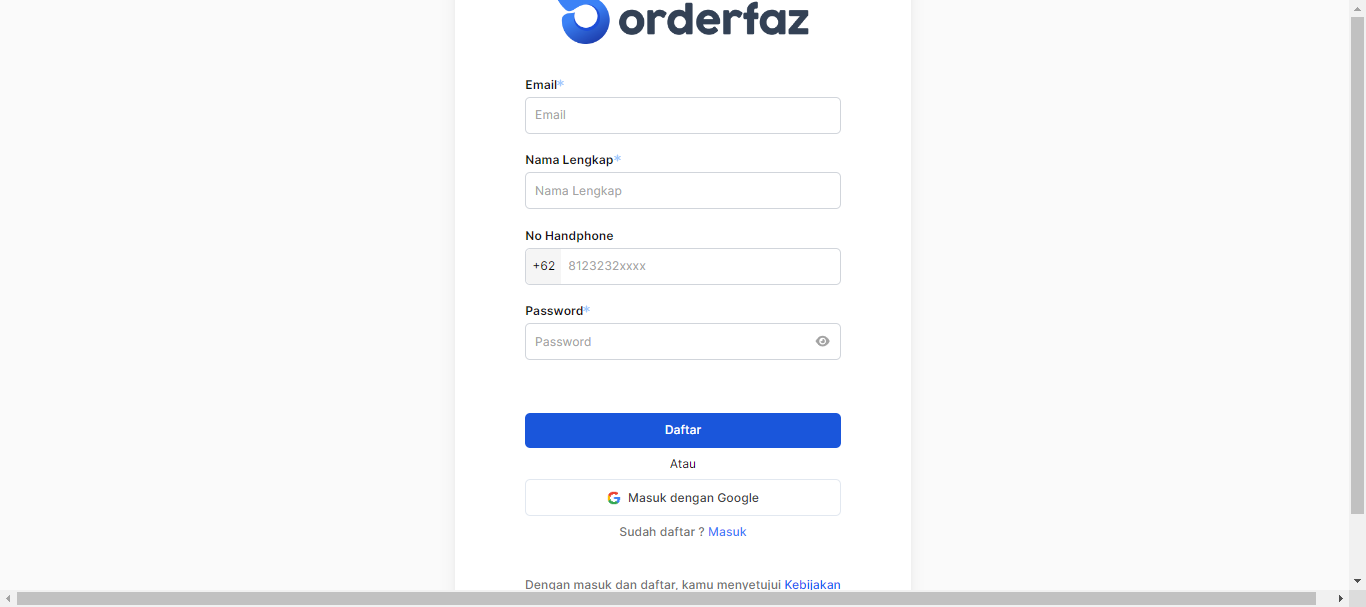 orderfaz
Email*
Email
Nama Lengkap*
Nama Lengkap
No Handphone
+62 8123232xxxx
Password*
Password
Daftar
Atau
Masuk dengan Google
Sudah daftar ? Masuk
Dengan masuk dan daftar, kamu menyetujui Kebijakan